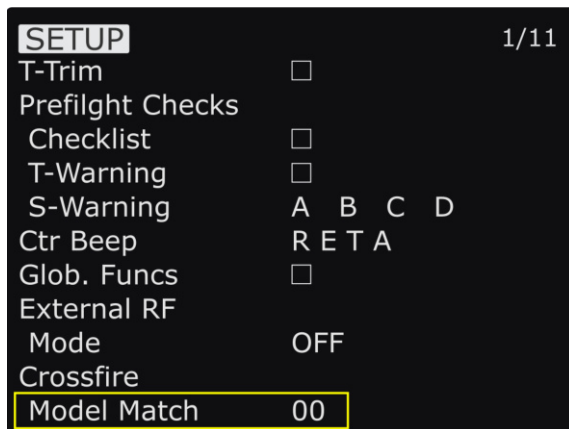 SETUP 1/11
T-Trim
Prefilght Checks
Checklist
T-Warning
S-Warning A B C D
Ctr Beep R E T A
Glob. Funcs
External RF
Mode OFF
Crossfire
Model Match 00